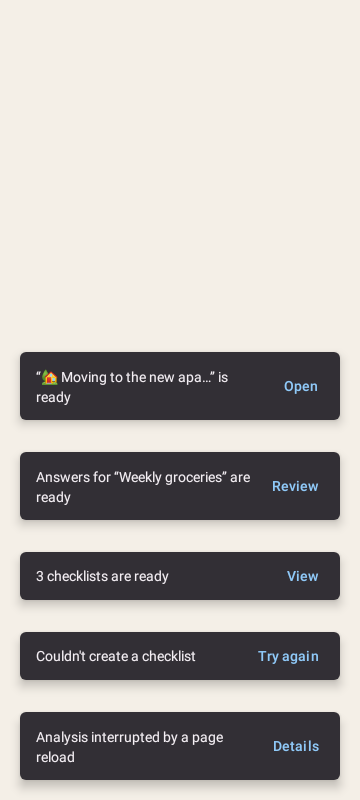 “🏡 Moving to the new apa…” is
ready
Open
Answers for “Weekly groceries” are
ready
Review
3 checklists are ready
View
Couldn't create a checklist
Try again
Analysis interrupted by a page
reload
Details